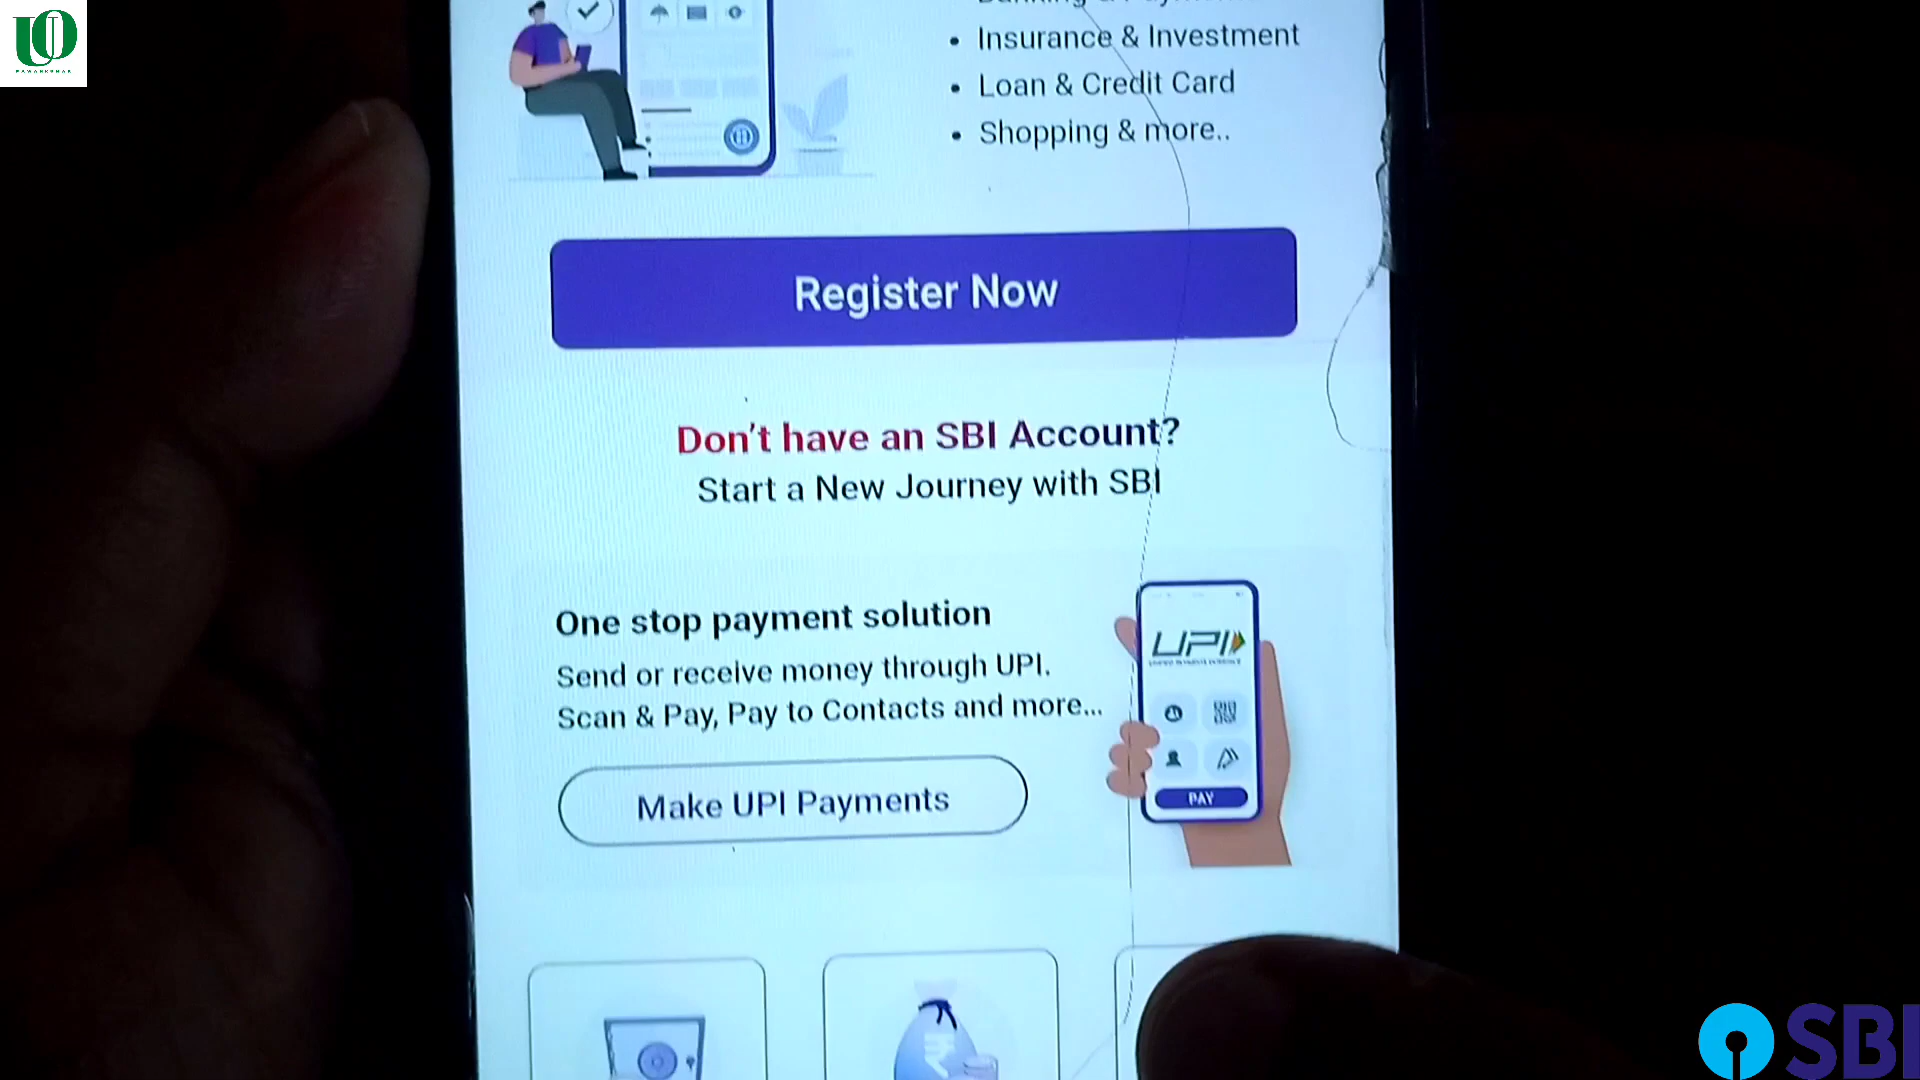 UO
PAWANKUMAR
Insurance & Investment
Loan & Credit Card
Shopping & more..
Register Now
Don't have an SBI Account?
Start a New Journey with SBI
One stop payment solution
Send or receive money through UPI.
Scan & Pay, Pay to Contacts and more...
Make UPI Payments
UPI
PAY
SBI